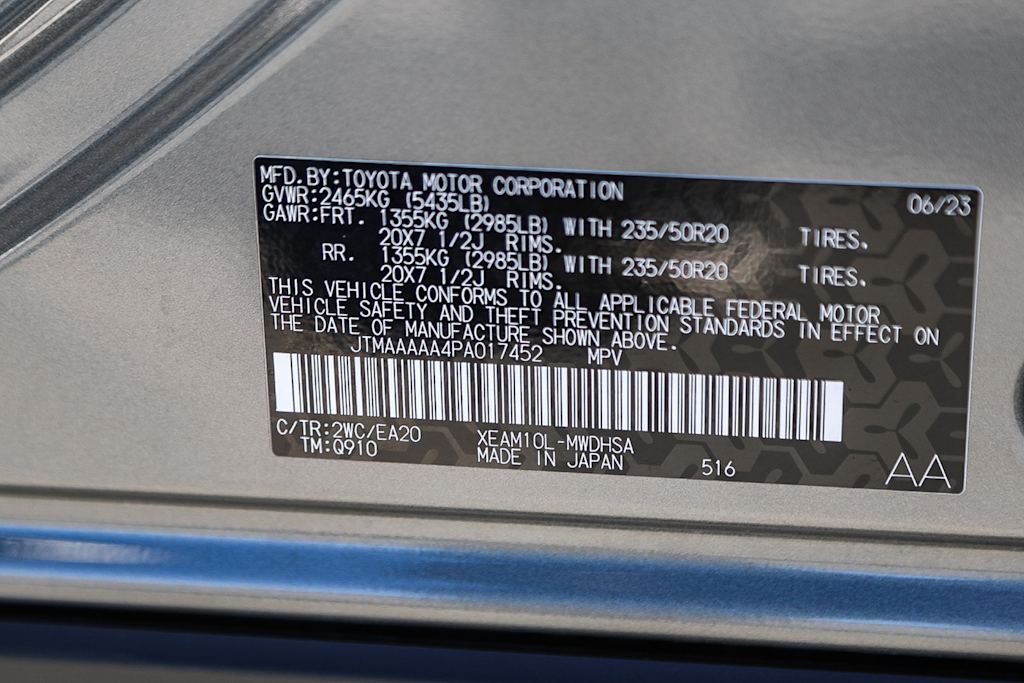 MFD.BY:TOYOTA MOTOR CORPORATION 06/23
GVWR:2465KG (5435LB)
GAWR:FRT. 1355KG (2985LB) WITH 235/50R20 TIRES.
20X7 1/2J RIMS.
RR. 1355KG (2985LB) WITH 235/50R20 TIRES.
20X7 1/2J RIMS.
THIS VEHICLE CONFORMS TO ALL APPLICABLE FEDERAL MOTOR
VEHICLE SAFETY AND THEFT PREVENTION STANDARDS IN EFFECT ON
THE DATE OF MANUFACTURE SHOWN ABOVE.
JTMAAAAA4PA017452 MPV
C/TR:2WC/EA20 XEAM10L-MWDHSA
TM:Q910 MADE IN JAPAN 516 AA